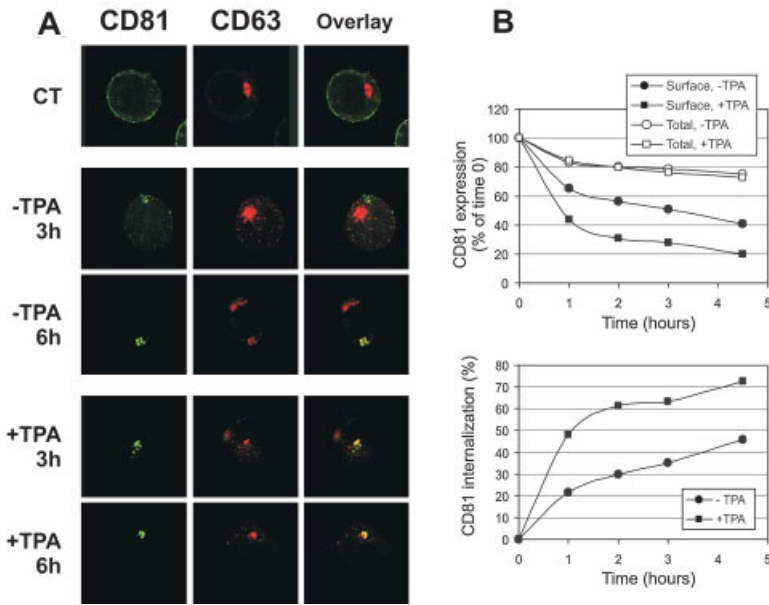 A
CD81
CD63
Overlay
CT
-TPA
3h
-TPA
6h
+TPA
3h
+TPA
6h
B
Surface, -TPA
Surface, +TPA
Total, -TPA
Total, +TPA
CD81 expression
(% of time 0)
120
100
80
60
40
20
0
0 1 2 3 4 5
Time (hours)
CD81 internalization (%)
80
70
60
50
40
30
20
10
0
- TPA
+TPA
0 1 2 3 4 5
Time (hours)